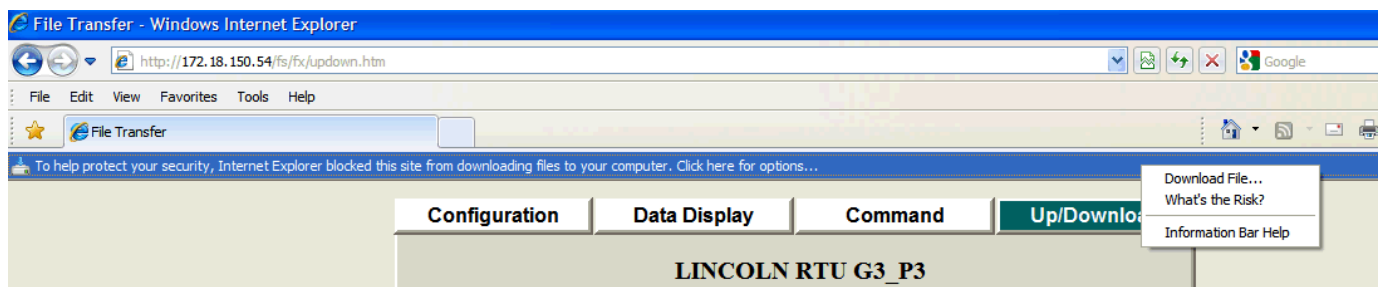 File Transfer - Windows Internet Explorer
http://172.18.150.54/fs/fx/updown.htm
Google
File Edit View Favorites Tools Help
File Transfer
To help protect your security, Internet Explorer blocked this site from downloading files to your computer. Click here for options...
Download File...
What's the Risk?
Information Bar Help
Configuration Data Display Command Up/Downloa
LINCOLN RTU G3_P3